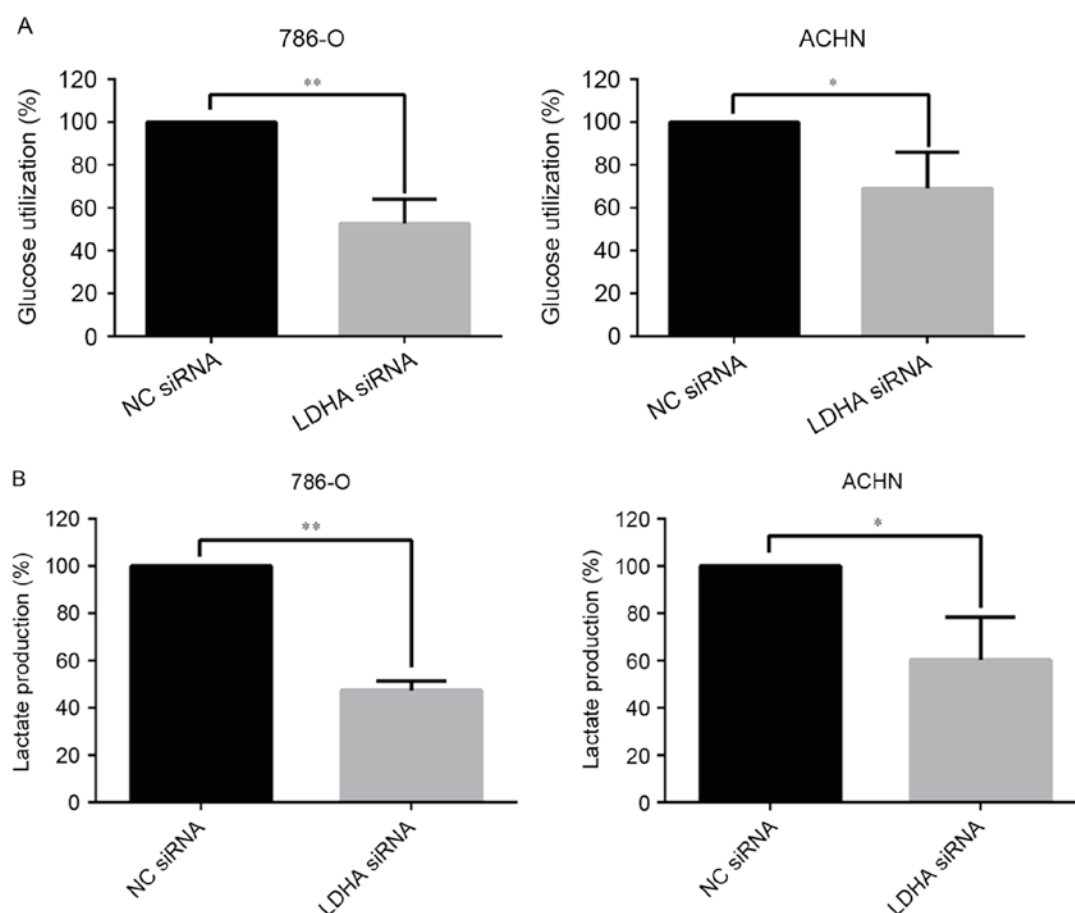 A
786-O
ACHN
**
*
Glucose utilization (%)
120
100
80
60
40
20
0
NC siRNA
LDHA siRNA
Glucose utilization (%)
120
100
80
60
40
20
0
NC siRNA
LDHA siRNA
B
786-O
ACHN
**
*
Lactate production (%)
120
100
80
60
40
20
0
NC siRNA
LDHA siRNA
Lactate production (%)
120
100
80
60
40
20
0
NC siRNA
LDHA siRNA